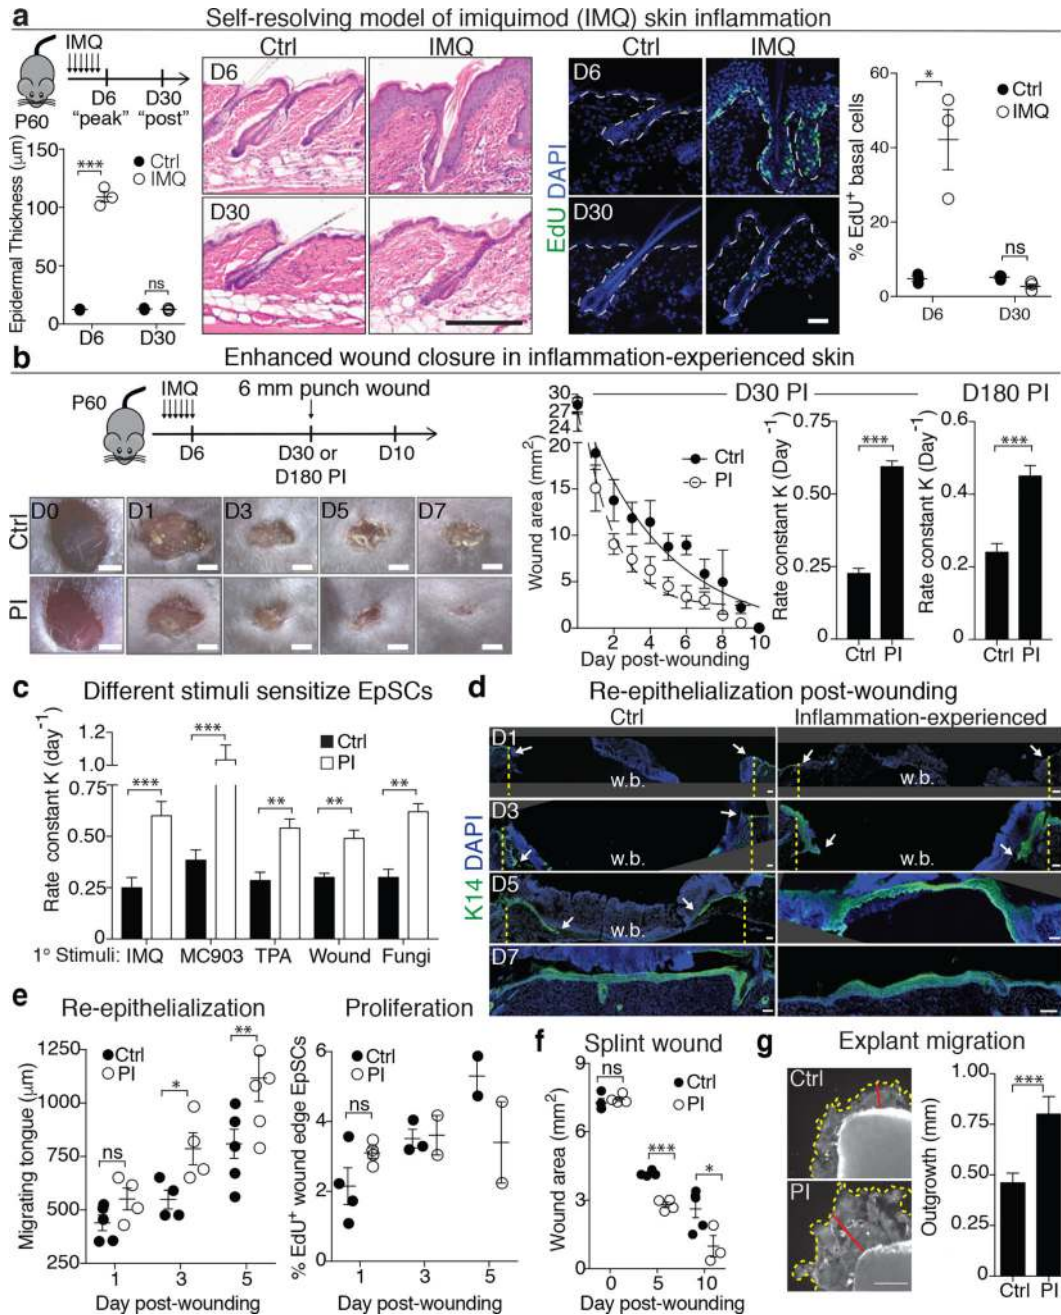 a Self-resolving model of imiquimod (IMQ) skin inflammation
IMQ
P60
D6 D30
"peak" "post"
Epidermal Thickness (μm)
150
100
50
0
***
Ctrl
IMQ
ns
D6 D30
Ctrl IMQ
D6
D30
Ctrl IMQ
D6
D30
EdU DAPI
% EdU+ basal cells
60
40
20
0
*
Ctrl
IMQ
ns
D6 D30
b Enhanced wound closure in inflammation-experienced skin
P60
IMQ
6 mm punch wound
D6 D30 or D10
D180 PI
D0 D1 D3 D5 D7
Ctrl
PI
D30 PI
Wound area (mm2)
30
27
24
20
15
10
5
0
Ctrl
PI
2 4 6 8 10
Day post-wounding
Rate constant K (Day-1)
0.75
0.50
0.25
0
***
Ctrl PI
D180 PI
Rate constant K (Day-1)
0.6
0.4
0.2
0
***
Ctrl PI
c Different stimuli sensitize EpSCs
Rate constant K (day-1)
1.2
1.0
0.75
0.50
0.25
0
*** *** ** ** **
Ctrl
PI
1° Stimuli: IMQ MC903 TPA Wound Fungi
d Re-epithelialization post-wounding
Ctrl Inflammation-experienced
K14 DAPI
D1
w.b. w.b.
D3
w.b. w.b.
D5
w.b.
D7
e Re-epithelialization
Migrating tongue (μm)
1250
1000
750
500
250
Ctrl
PI
ns * **
1 3 5
Day post-wounding
Proliferation
% EdU+ wound edge EpSCs
6
4
2
0
Ctrl
PI
ns
1 3 5
Day post-wounding
f Splint wound
Wound area (mm2)
9
6
3
0
ns
Ctrl
PI
***
*
0 5 10
Day post-wounding
g Explant migration
Ctrl
PI
Outgrowth (mm)
1.00
0.75
0.50
0.25
0
***
Ctrl PI